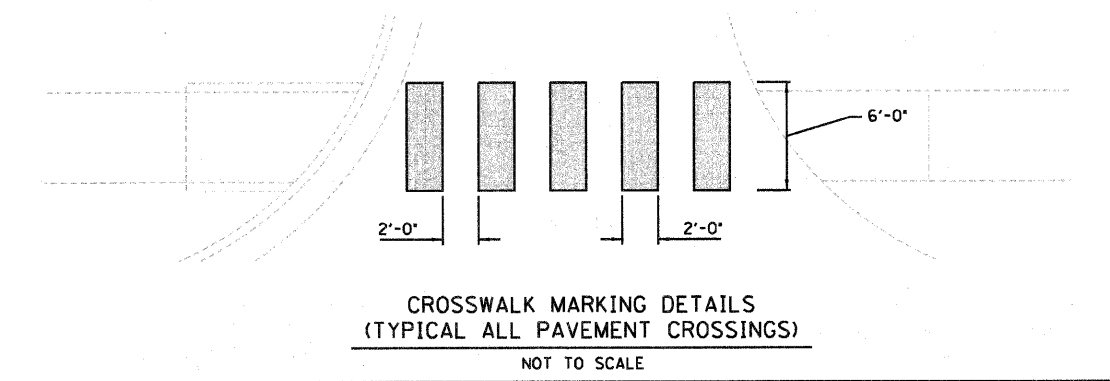 6'-0"
2'-0" 2'-0"
CROSSWALK MARKING DETAILS
(TYPICAL ALL PAVEMENT CROSSINGS)
NOT TO SCALE